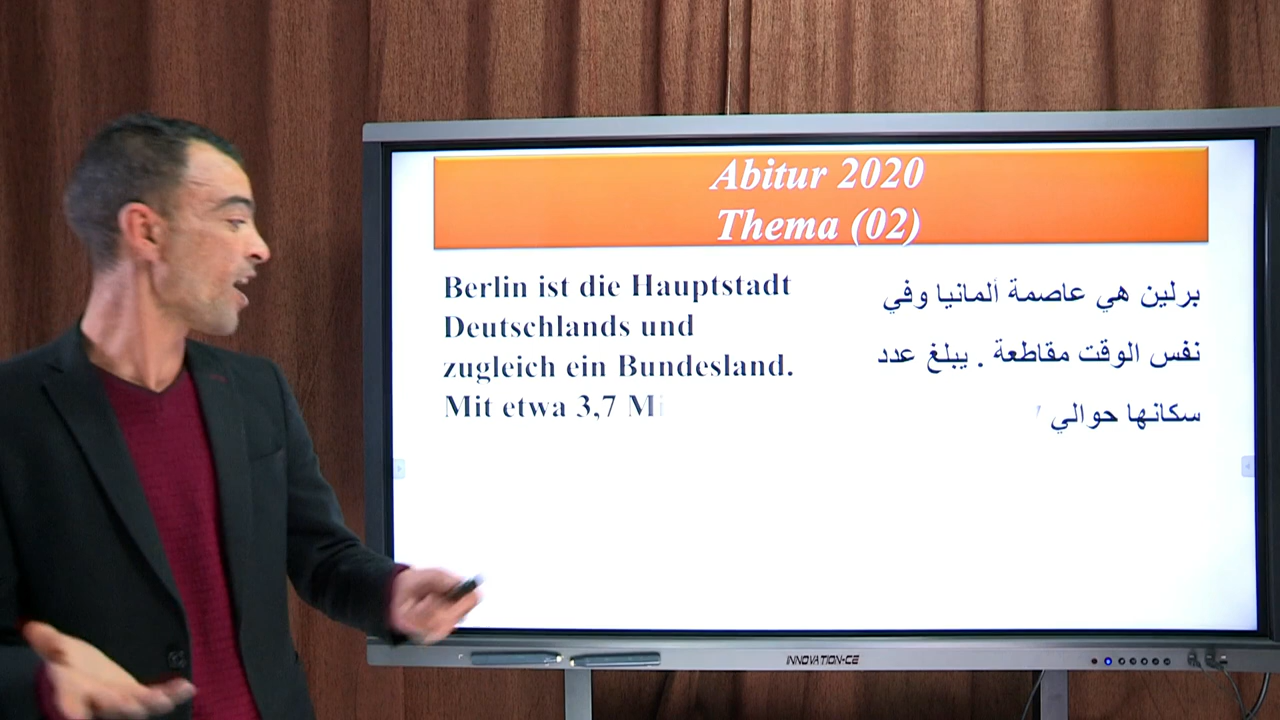 Abitur 2020
Thema (02)
Berlin ist die Hauptstadt
Deutschlands und
zugleich ein Bundesland.
Mit etwa 3,7 Mi
برلين هي عاصمة ألمانيا وفي
نفس الوقت مقاطعة . يبلغ عدد
سكانها حوالي
INNOVATION-CE